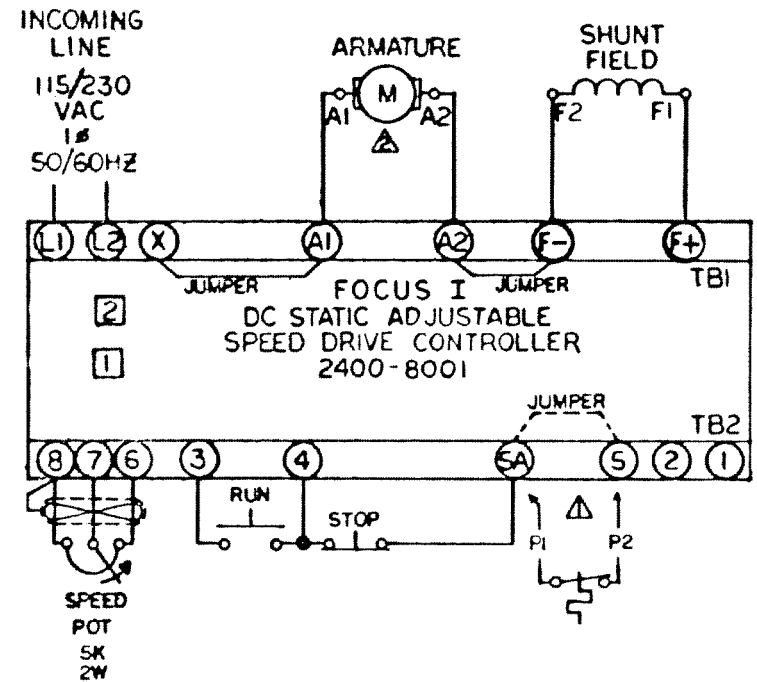 INCOMING
LINE
115/230
VAC
1ø
50/60HZ
ARMATURE
M
A1
A2
2
SHUNT
FIELD
F2
F1
L1
L2
X
A1
A2
F-
F+
JUMPER
JUMPER
TB1
2
1
FOCUS I
DC STATIC ADJUSTABLE
SPEED DRIVE CONTROLLER
2400-8001
JUMPER
TB2
8
7
6
3
4
5A
5
2
1
RUN
STOP
1
P1
P2
SPEED
POT
5K
2W